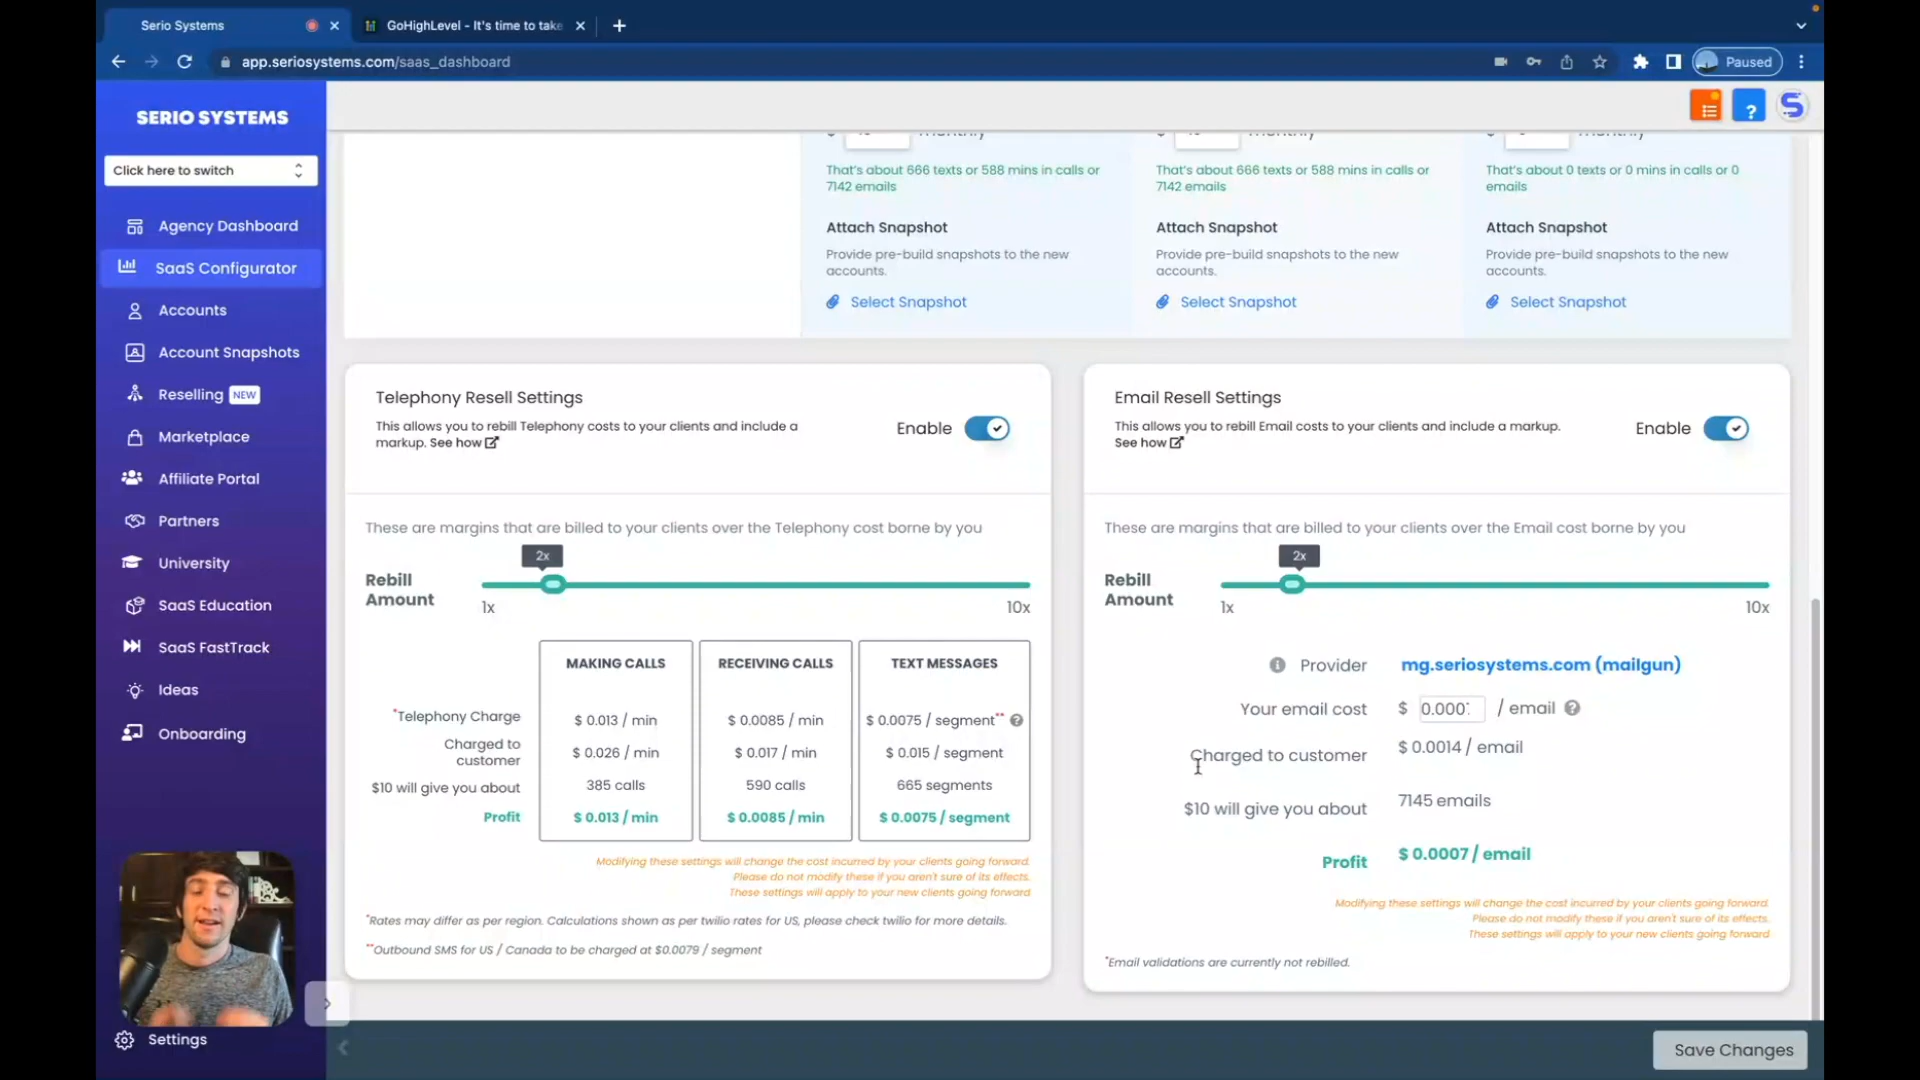 Serio Systems
GoHighLevel - It's time to take
app.seriosystems.com/saas_dashboard
Paused
SERIO SYSTEMS
Click here to switch
Agency Dashboard
SaaS Configurator
Accounts
Account Snapshots
Reselling NEW
Marketplace
Affiliate Portal
Partners
University
SaaS Education
SaaS FastTrack
Ideas
Onboarding
Settings
$ monthly
$ monthly
$ monthly
That's about 666 texts or 588 mins in calls or
7142 emails
Attach Snapshot
Provide pre-build snapshots to the new
accounts.
Select Snapshot
That's about 666 texts or 588 mins in calls or
7142 emails
Attach Snapshot
Provide pre-build snapshots to the new
accounts.
Select Snapshot
That's about 0 texts or 0 mins in calls or 0
emails
Attach Snapshot
Provide pre-build snapshots to the new
accounts.
Select Snapshot
Telephony Resell Settings
This allows you to rebill Telephony costs to your clients and include a
markup. See how
Enable
These are margins that are billed to your clients over the Telephony cost borne by you
2x
Rebill
Amount
1x 10x
MAKING CALLS RECEIVING CALLS TEXT MESSAGES
*Telephony Charge $ 0.013 / min $ 0.0085 / min $ 0.0075 / segment** ?
Charged to
customer $ 0.026 / min $ 0.017 / min $ 0.015 / segment
$10 will give you about 385 calls 590 calls 665 segments
Profit $ 0.013 / min $ 0.0085 / min $ 0.0075 / segment
Modifying these settings will change the cost incurred by your clients going forward.
Please do not modify these if you aren't sure of its effects.
These settings will apply to your new clients going forward
*Rates may differ as per region. Calculations shown as per twilio rates for US, please check twilio for more details.
**Outbound SMS for US / Canada to be charged at $0.0079 / segment
Email Resell Settings
This allows you to rebill Email costs to your clients and include a markup.
See how
Enable
These are margins that are billed to your clients over the Email cost borne by you
2x
Rebill
Amount
1x 10x
Provider mg.seriosystems.com (mailgun)
Your email cost $ 0.000 / email ?
Charged to customer $ 0.0014 / email
$10 will give you about 7145 emails
Profit $ 0.0007 / email
Modifying these settings will change the cost incurred by your clients going forward.
Please do not modify these if you aren't sure of its effects.
These settings will apply to your new clients going forward
*Email validations are currently not rebilled.
Save Changes